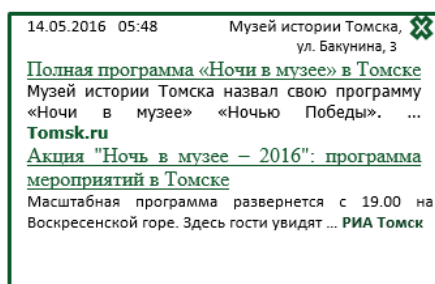 14.05.2016 05:48 Музей истории Томска,
ул. Бакунина, 3
Полная программа «Ночи в музее» в Томске
Музей истории Томска назвал свою программу
«Ночи в музее» «Ночью Победы». ...
Tomsk.ru
Акция "Ночь в музее – 2016": программа
мероприятий в Томске
Масштабная программа развернется с 19.00 на
Воскресенской горе. Здесь гости увидят ... РИА Томск